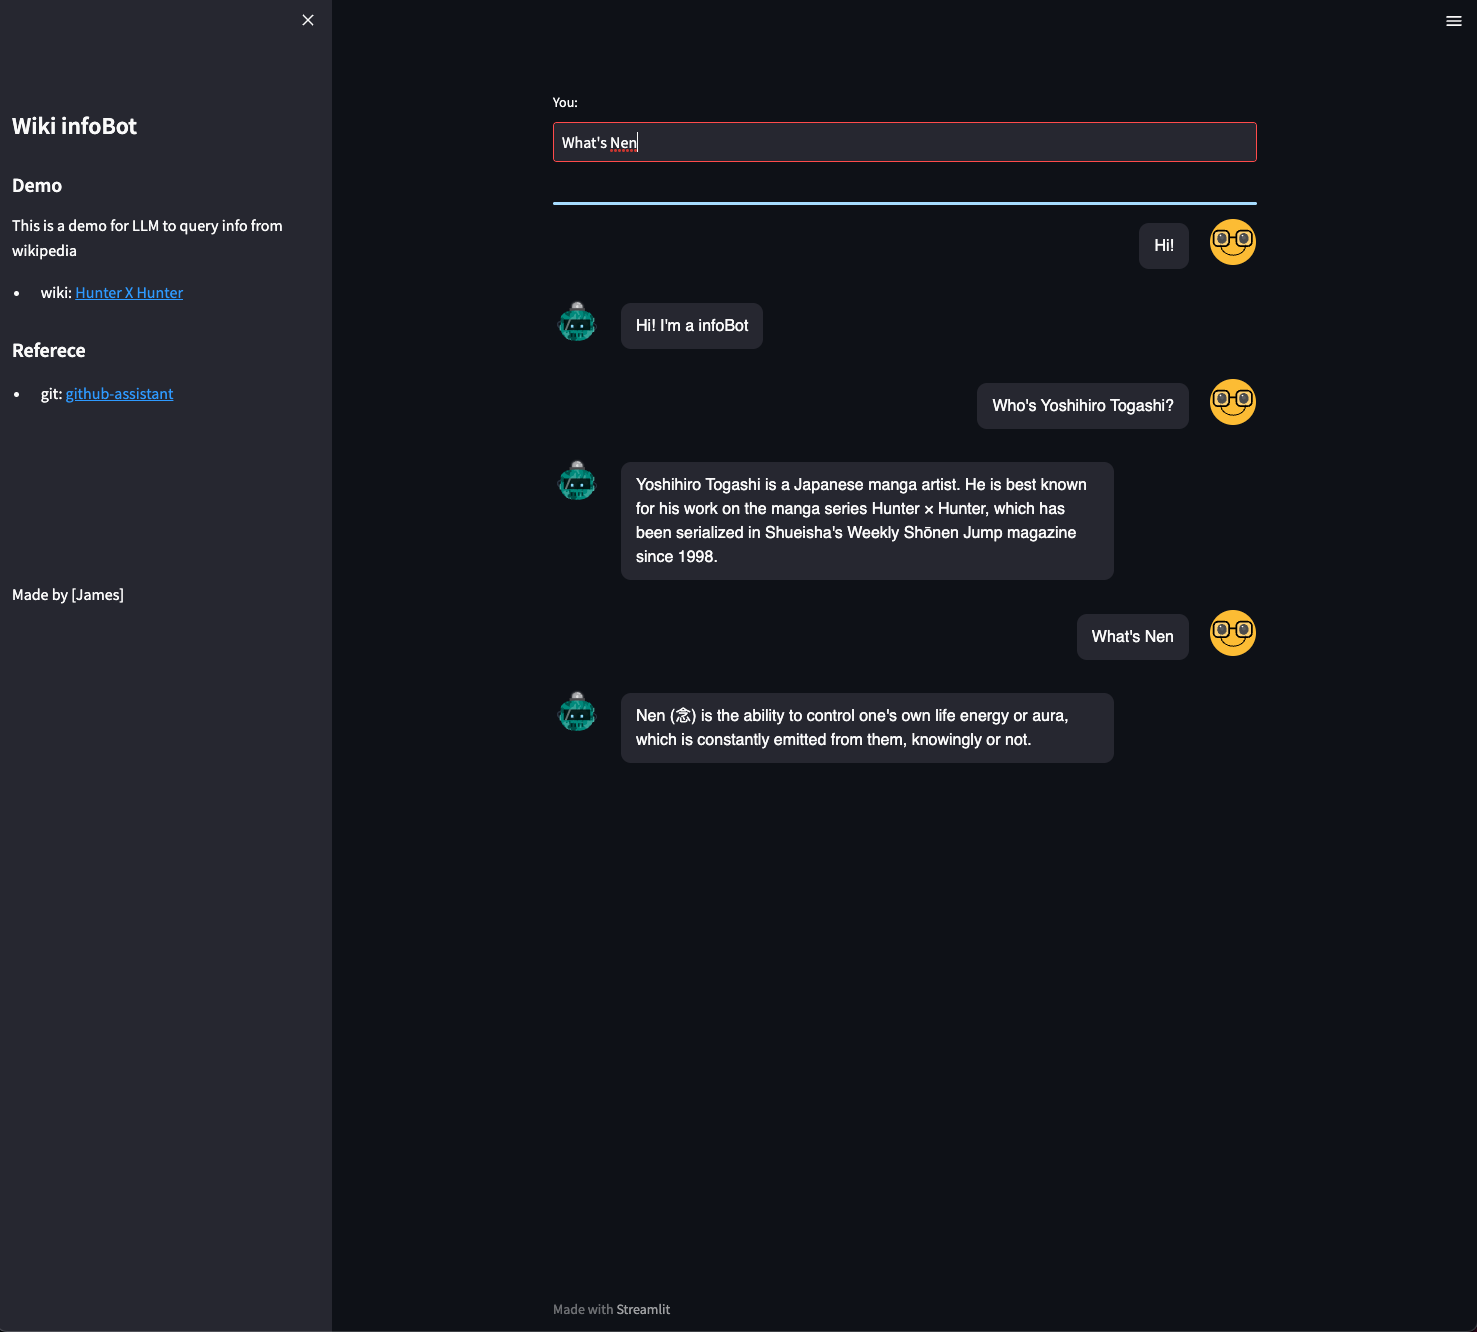 Wiki infoBot
Demo
This is a demo for LLM to query info from
wikipedia
wiki: Hunter X Hunter
Referece
git: github-assistant
Made by [James]
You:
What's Nen
Hi!
Hi! I'm a infoBot
Who's Yoshihiro Togashi?
Yoshihiro Togashi is a Japanese manga artist. He is best known
for his work on the manga series Hunter × Hunter, which has
been serialized in Shueisha's Weekly Shōnen Jump magazine
since 1998.
What's Nen
Nen (念) is the ability to control one's own life energy or aura,
which is constantly emitted from them, knowingly or not.
Made with Streamlit